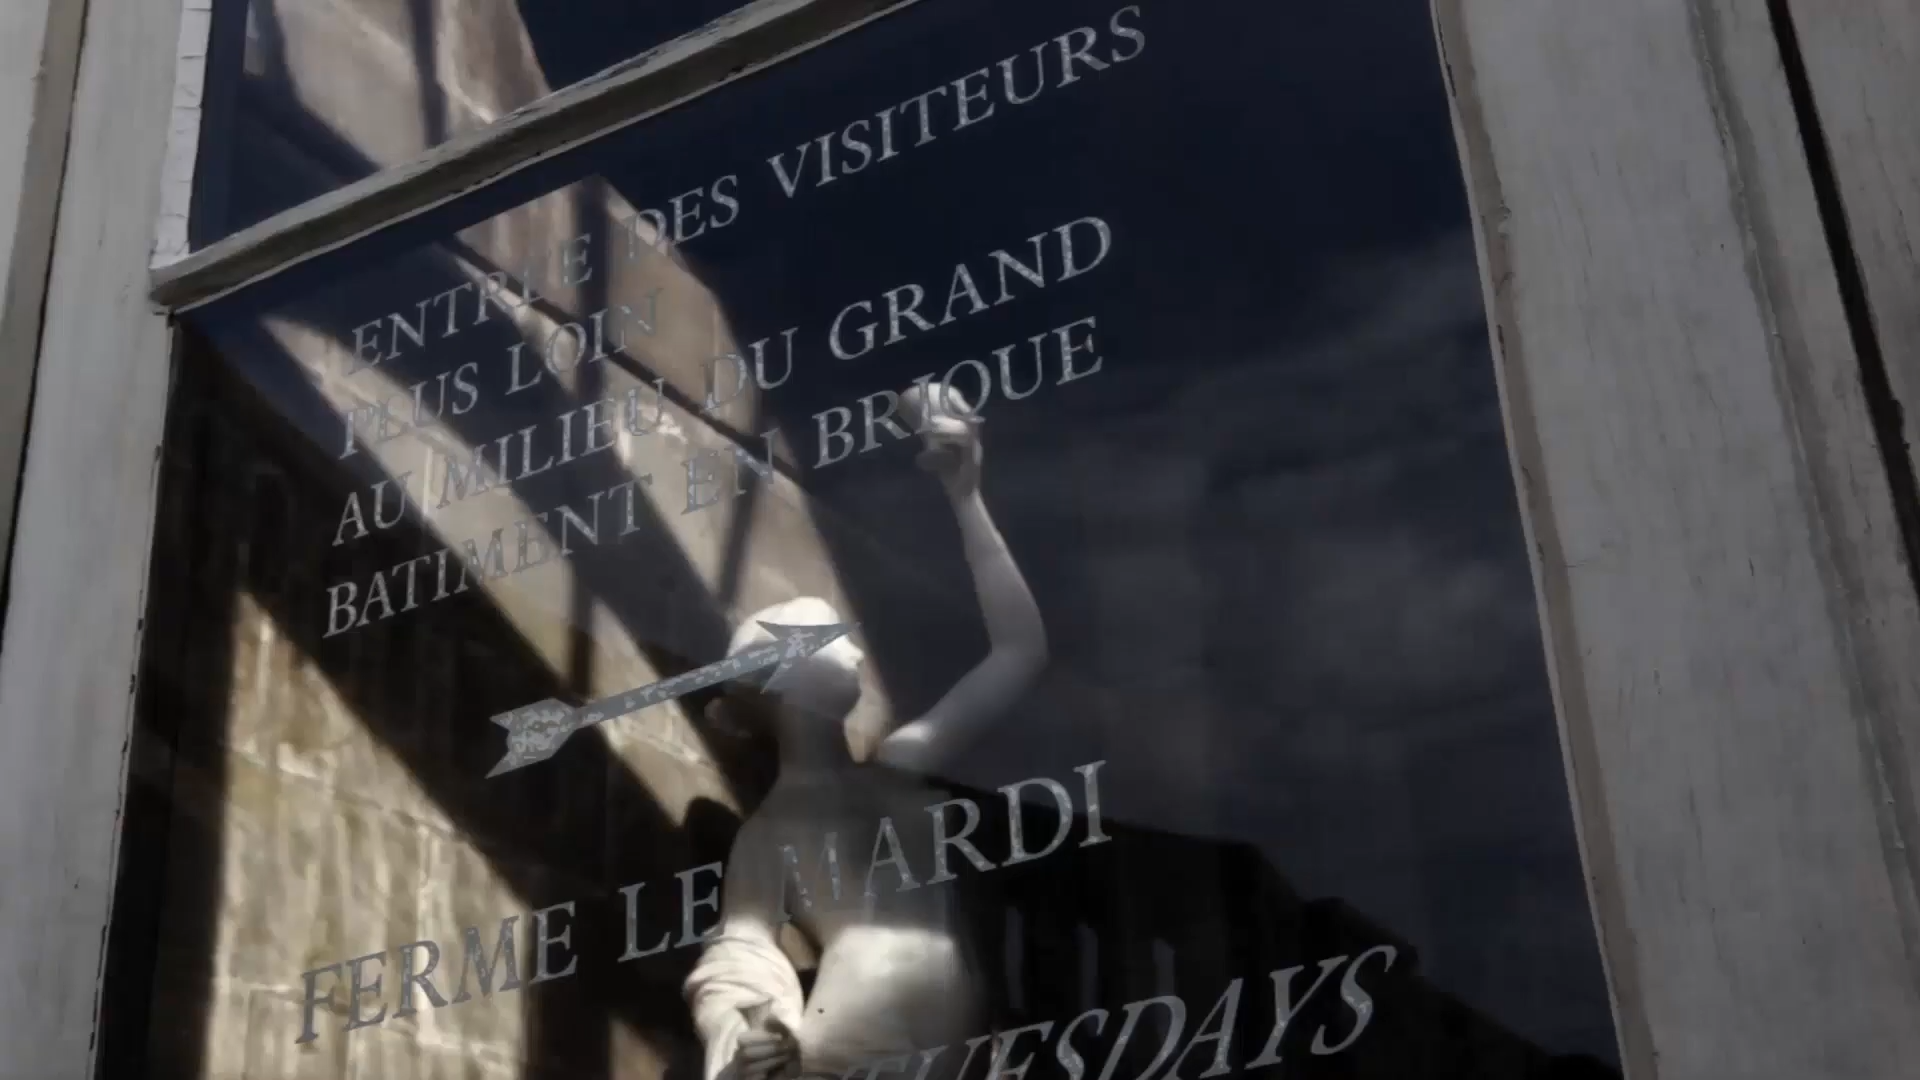 ENTREE DES VISITEURS
PLUS LOIN
AU MILIEU DU GRAND
BATIMENT EN BRIQUE
FERME LE MARDI
TUESDAYS